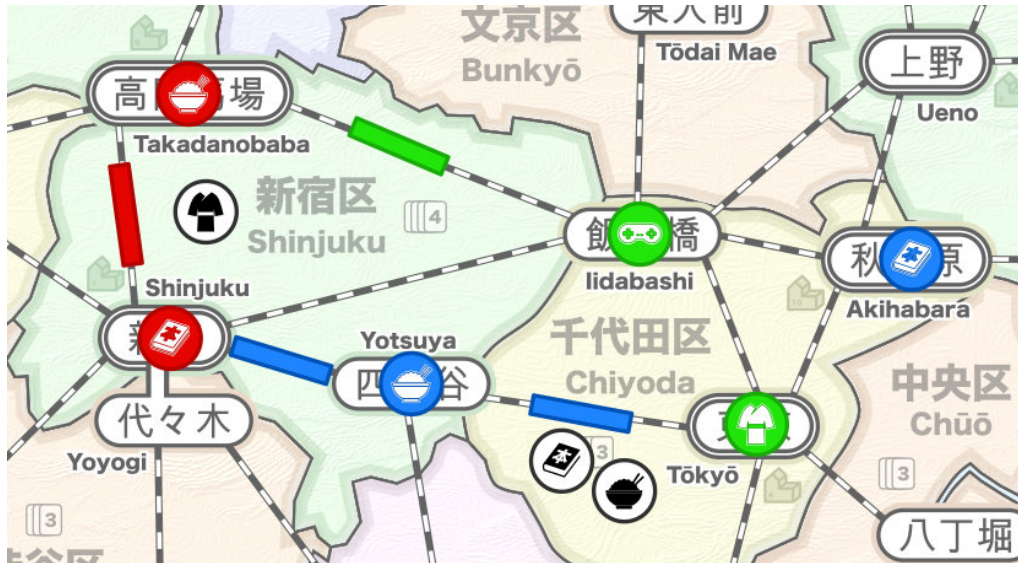 文京区
Bunkyō
Tōdai Mae
上野
Ueno
Takadanobaba
新宿区
Shinjuku
4
Iidabashi
Akihabara
10
Shinjuku
Yotsuya
千代田区
Chiyoda
中央区
Chūō
代々木
Yoyogi
本
3
Tōkyō
3
八丁堀
3